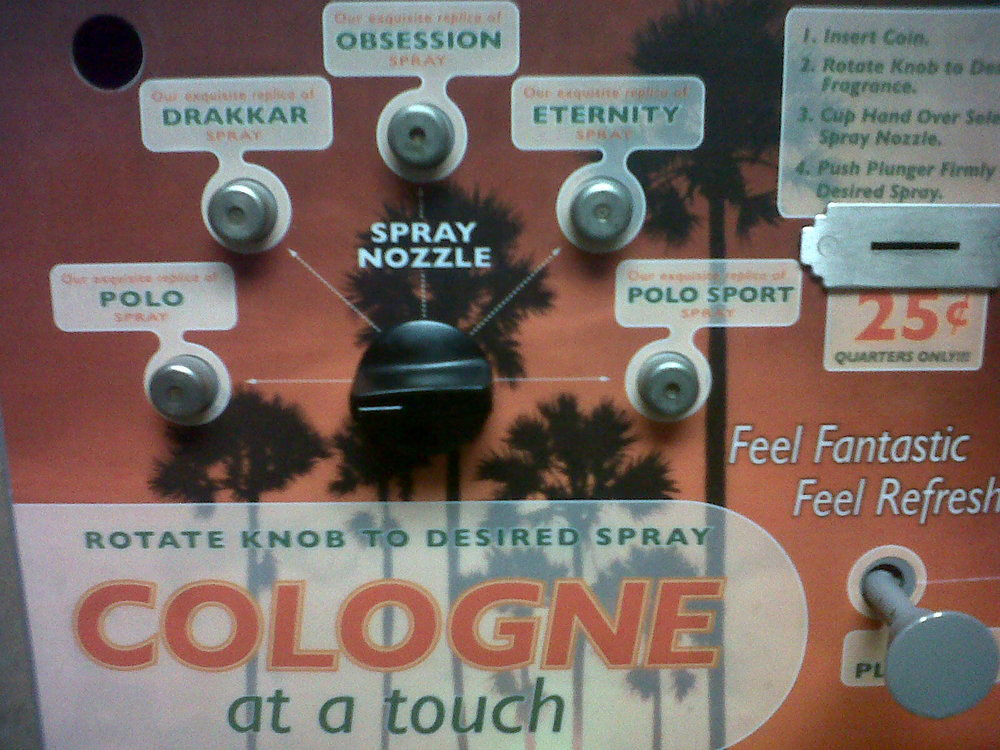 Our exquisite replica of
OBSESSION
SPRAY
Our exquisite replica of
DRAKKAR
SPRAY
Our exquisite replica of
ETERNITY
SPRAY
Our exquisite replica of
POLO
SPRAY
Our exquisite replica of
POLO SPORT
SPRAY
SPRAY
NOZZLE
1. Insert Coin.
2. Rotate Knob to De
Fragrance.
3. Cup Hand Over Sele
Spray Nozzle.
4. Push Plunger Firmly
Desired Spray.
25¢
QUARTERS ONLY!!!
Feel Fantastic
Feel Refresh
ROTATE KNOB TO DESIRED SPRAY
COLOGNE
at a touch
PL